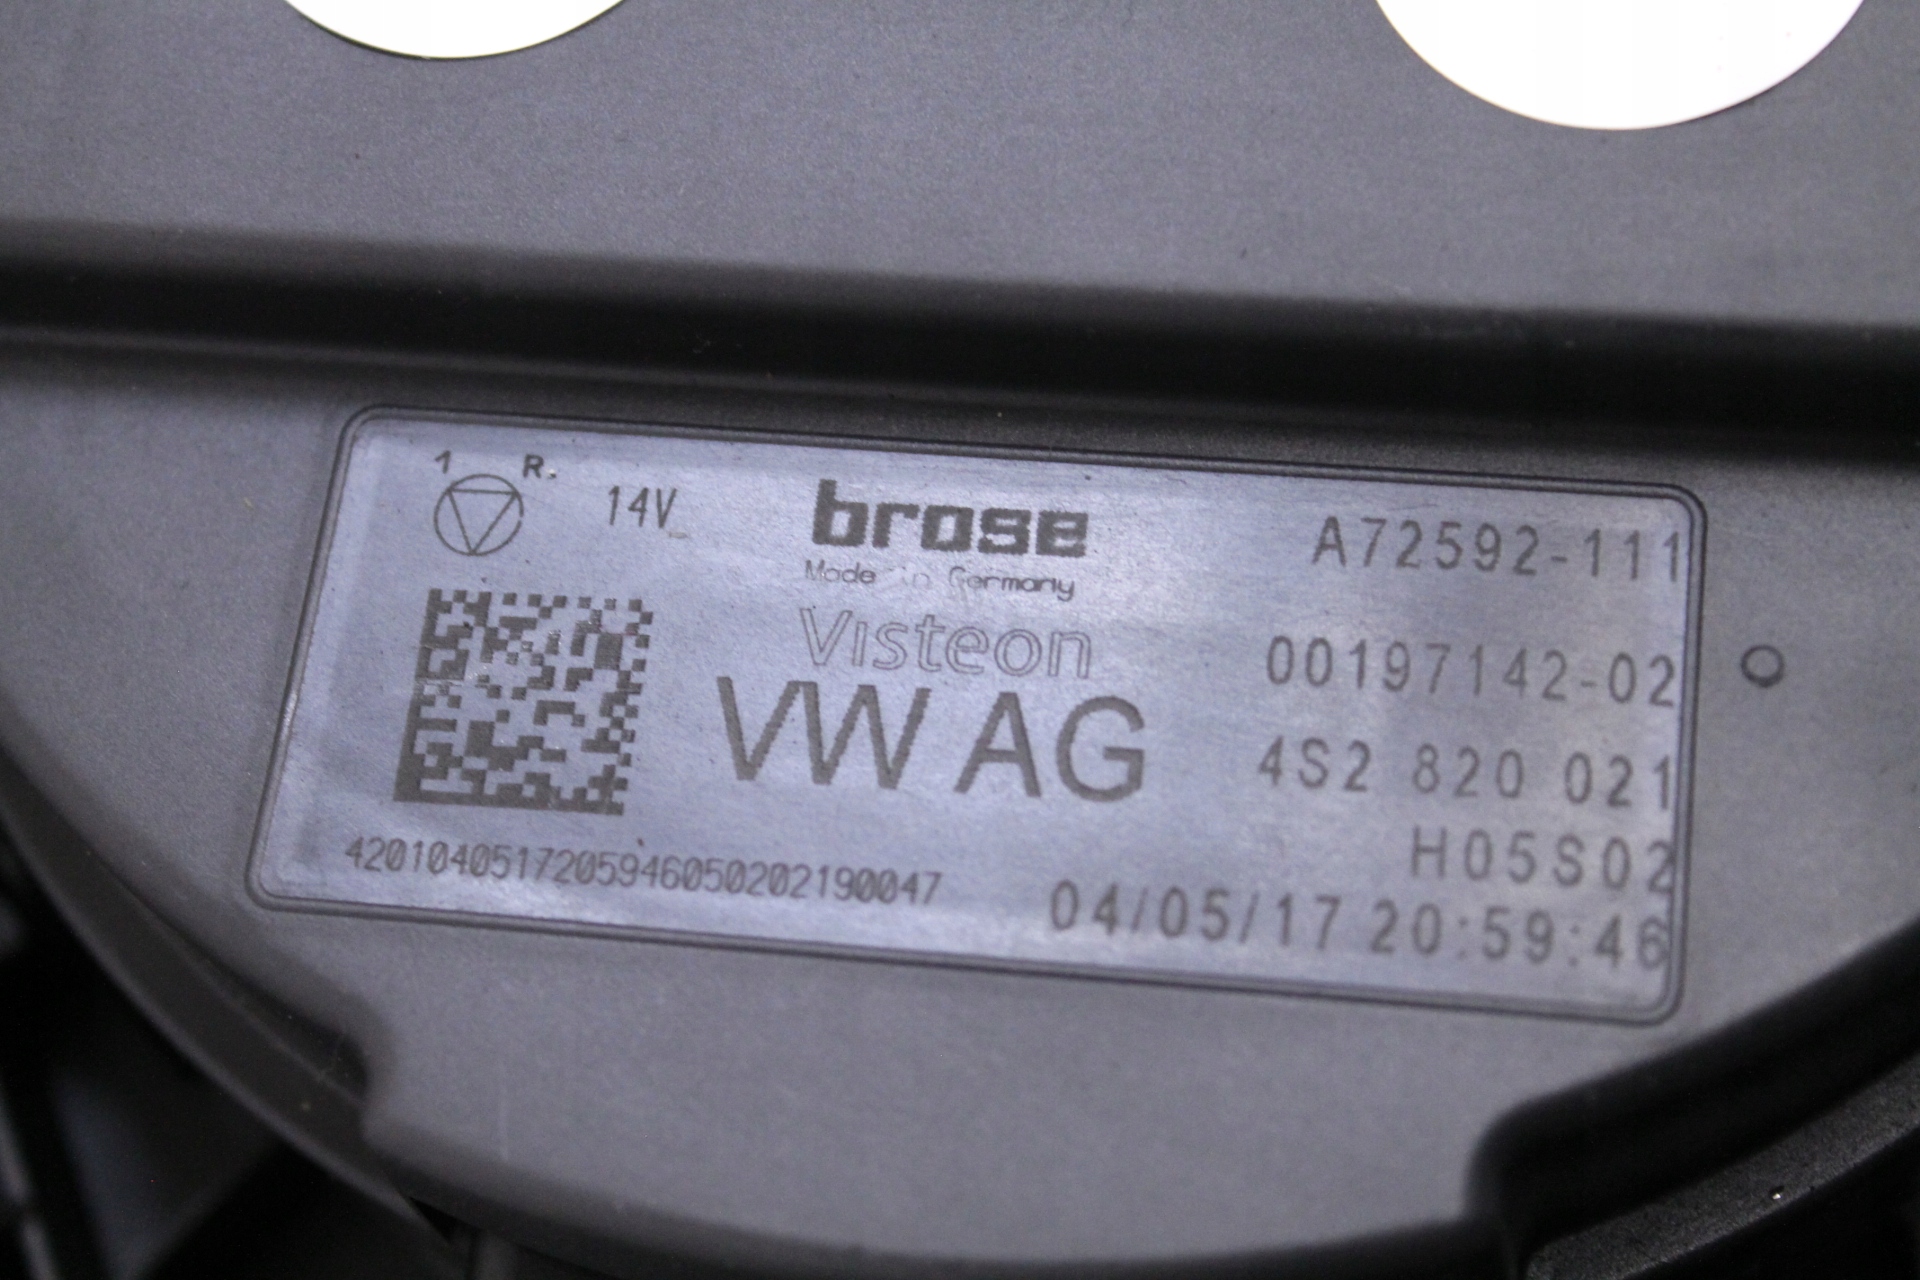 1 R. 14V brose A72592-111
Made in Germany
Visteon 00197142-02
VW AG 4S2 820 021
H05S02
4201040517205946050202190047 04/05/17 20:59:46